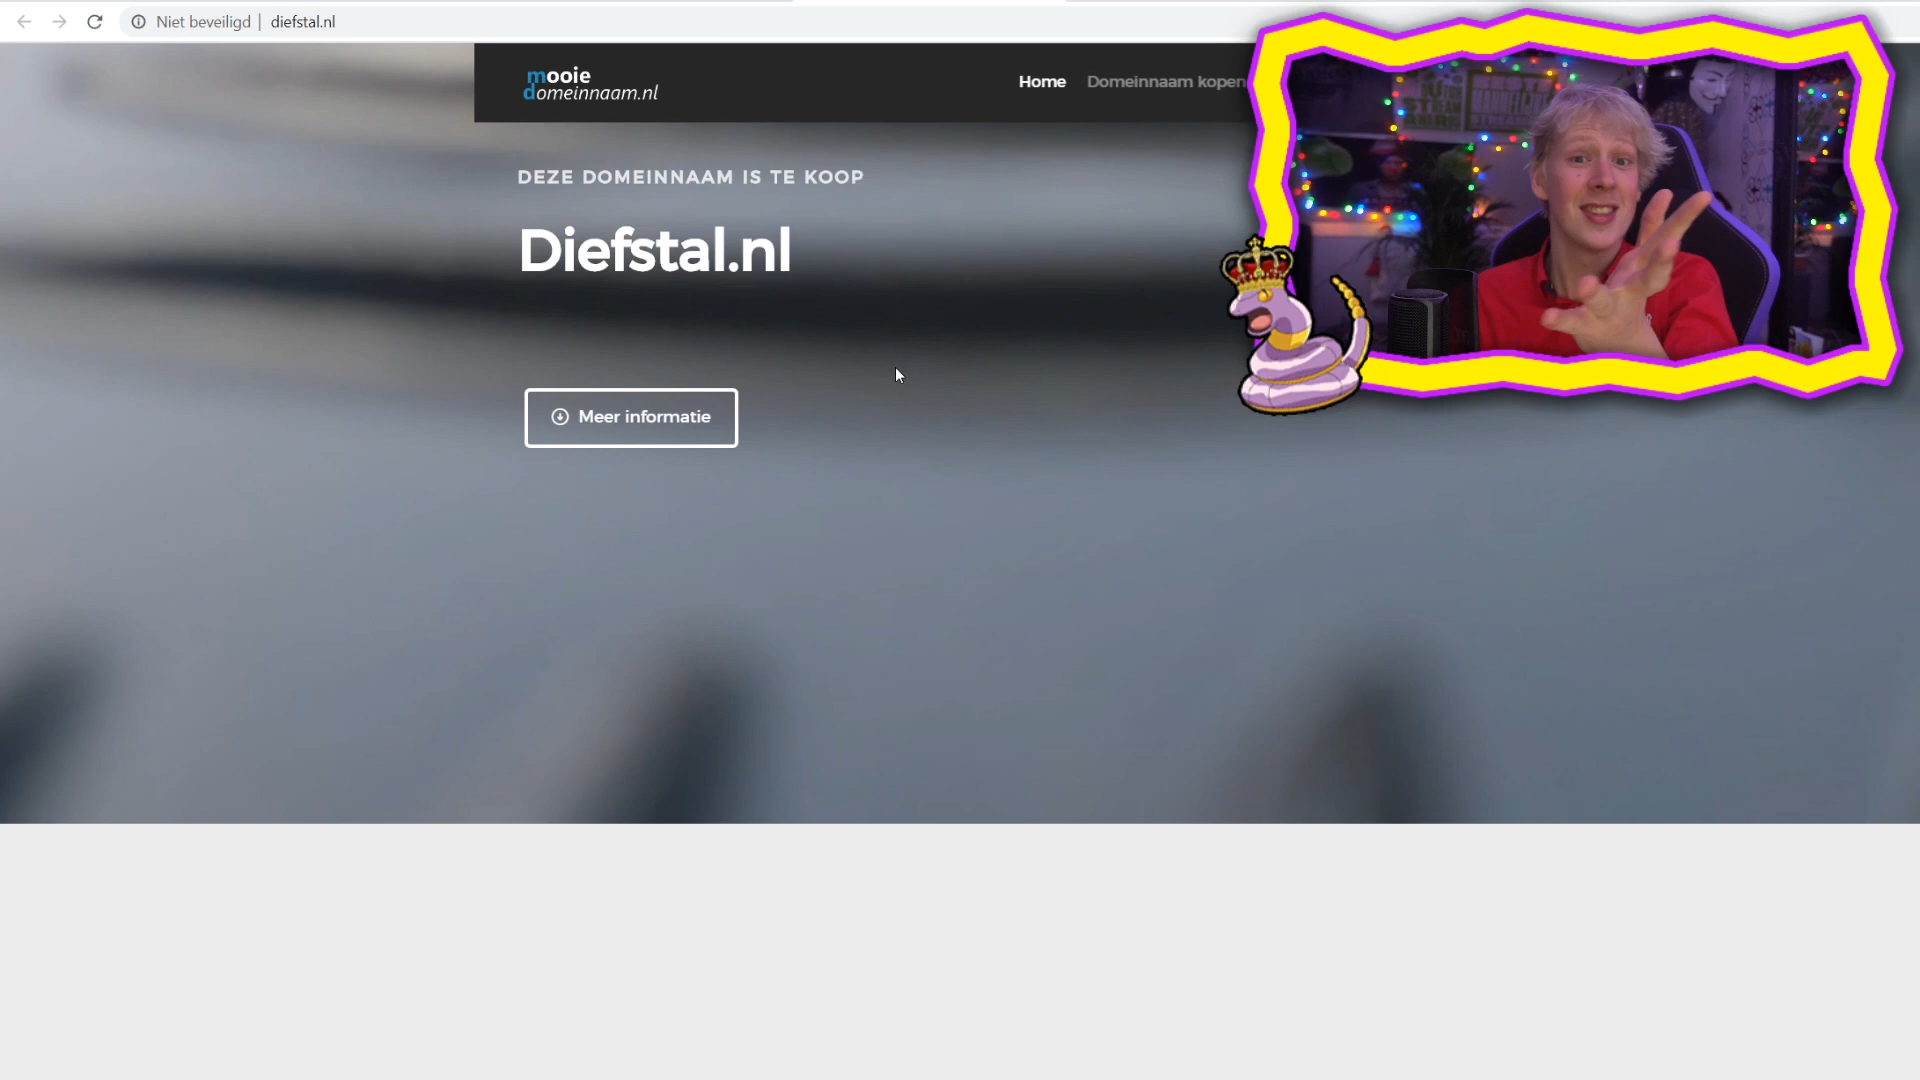 Niet beveiligd | diefstal.nl
mooie
domeinnaam.nl
Home Domeinnaam kopen
DEZE DOMEINNAAM IS TE KOOP
Diefstal.nl
Meer informatie